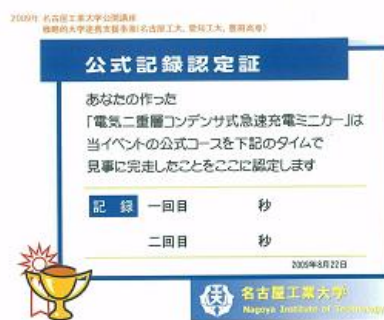 2009年 名古屋工業大学公開講座
戦略的大学連携支援事業(名古屋工大、愛知工大、豊田高専)
公式記録認定証
あなたの作った
「電気二重層コンデンサ式急速充電ミニカー」は
当イベントの公式コースを下記のタイムで
見事に完走したことをここに認定します
記 録 一回目 秒
二回目 秒
2009年8月22日
名古屋工業大学
Nagoya Institute of Technology